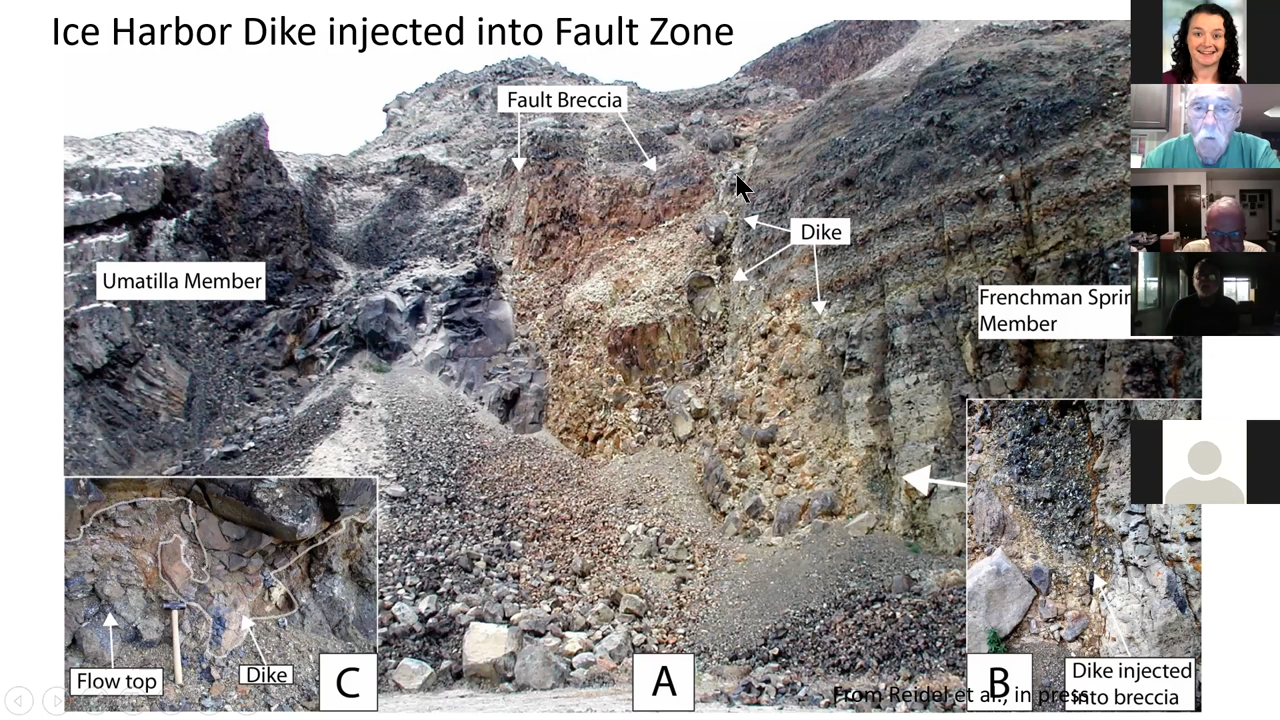 Ice Harbor Dike injected into Fault Zone
Fault Breccia
Dike
Umatilla Member
Frenchman Sprin
Member
Flow top
Dike
C
A
B
Dike injected
into breccia
From Reidel et al., in press